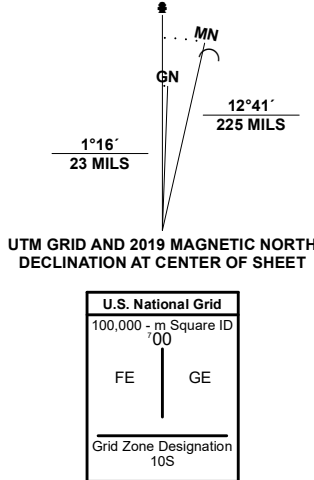 MN
GN
12°41´
225 MILS
1°16´
23 MILS
UTM GRID AND 2019 MAGNETIC NORTH
DECLINATION AT CENTER OF SHEET
U.S. National Grid
100,000 - m Square ID
⁷00
FE GE
Grid Zone Designation
10S